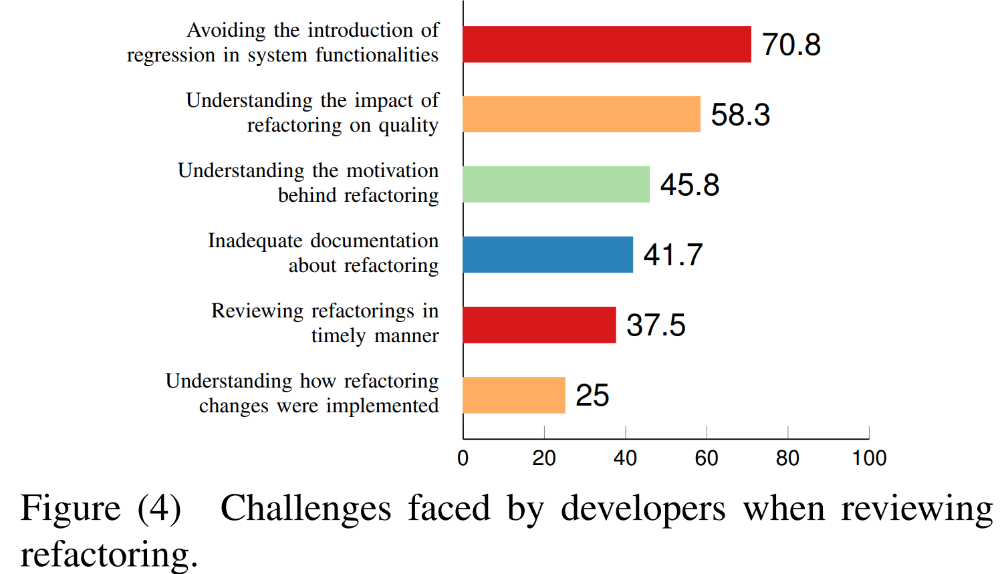 Avoiding the introduction of
regression in system functionalities
70.8
Understanding the impact of
refactoring on quality
58.3
Understanding the motivation
behind refactoring
45.8
Inadequate documentation
about refactoring
41.7
Reviewing refactorings in
timely manner
37.5
Understanding how refactoring
changes were implemented
25
0 20 40 60 80 100
Figure (4) Challenges faced by developers when reviewing
refactoring.